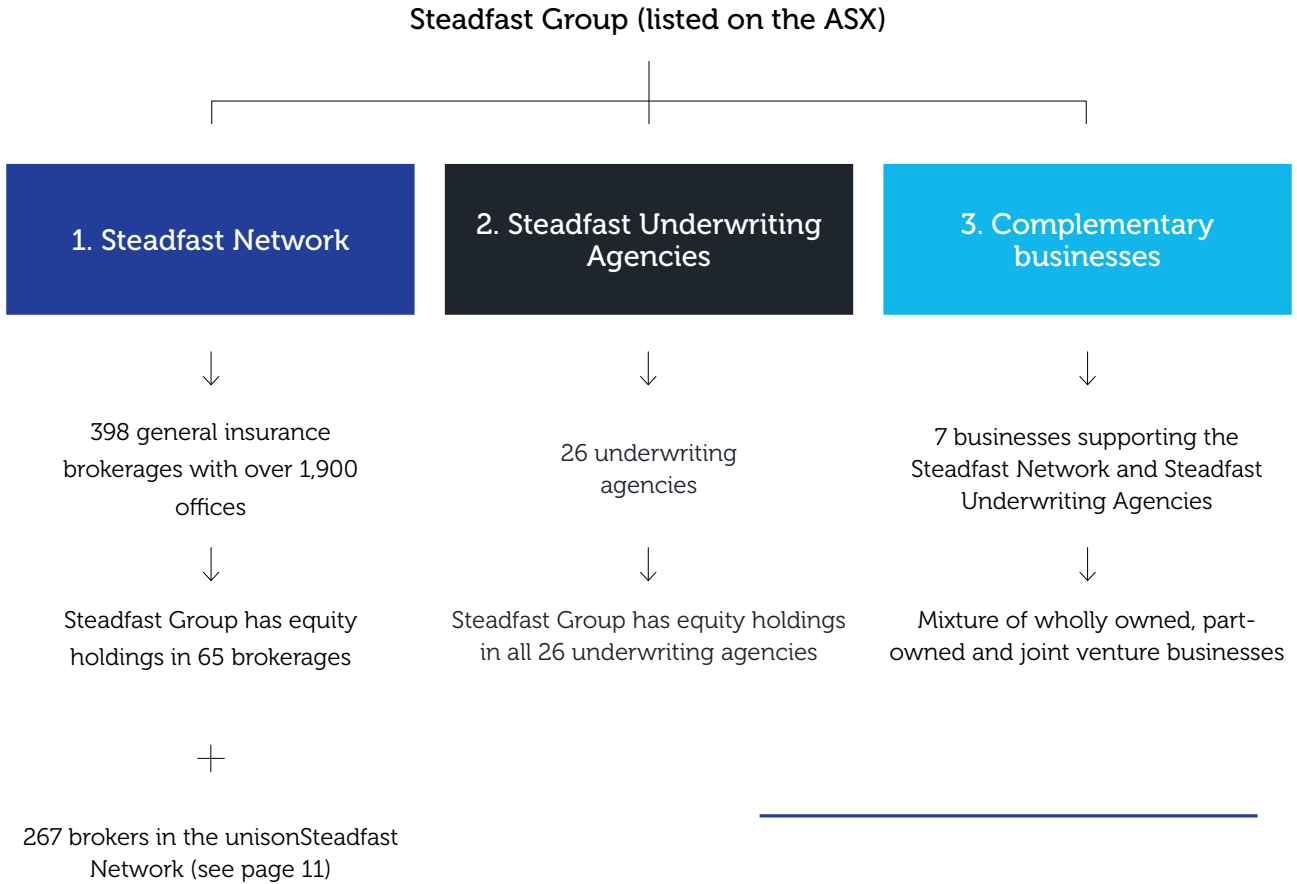 Steadfast Group (listed on the ASX)
1. Steadfast Network
2. Steadfast Underwriting
Agencies
3. Complementary
businesses
398 general insurance
brokerages with over 1,900
offices
26 underwriting
agencies
7 businesses supporting the
Steadfast Network and Steadfast
Underwriting Agencies
Steadfast Group has equity
holdings in 65 brokerages
Steadfast Group has equity holdings
in all 26 underwriting agencies
Mixture of wholly owned, part-
owned and joint venture businesses
+
267 brokers in the unisonSteadfast
Network (see page 11)